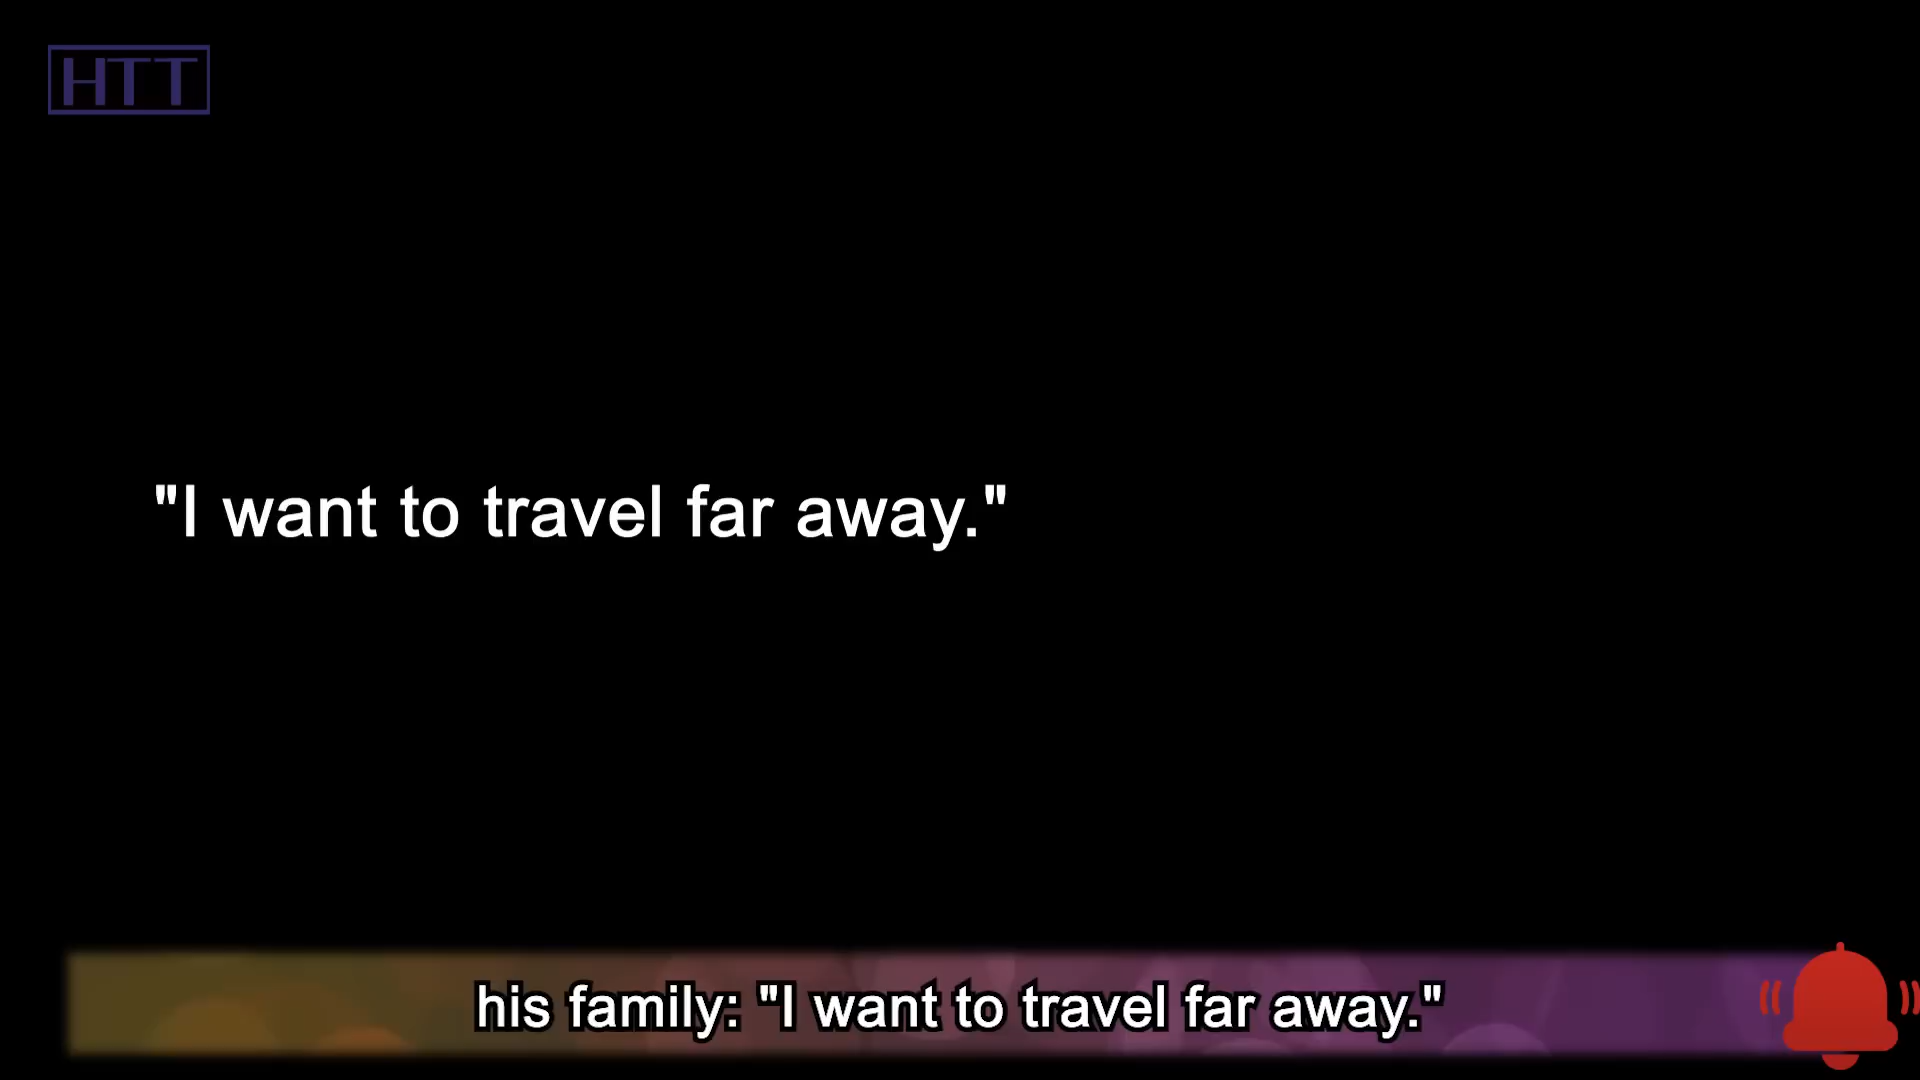 HTT
"I want to travel far away."
his family: "I want to travel far away."